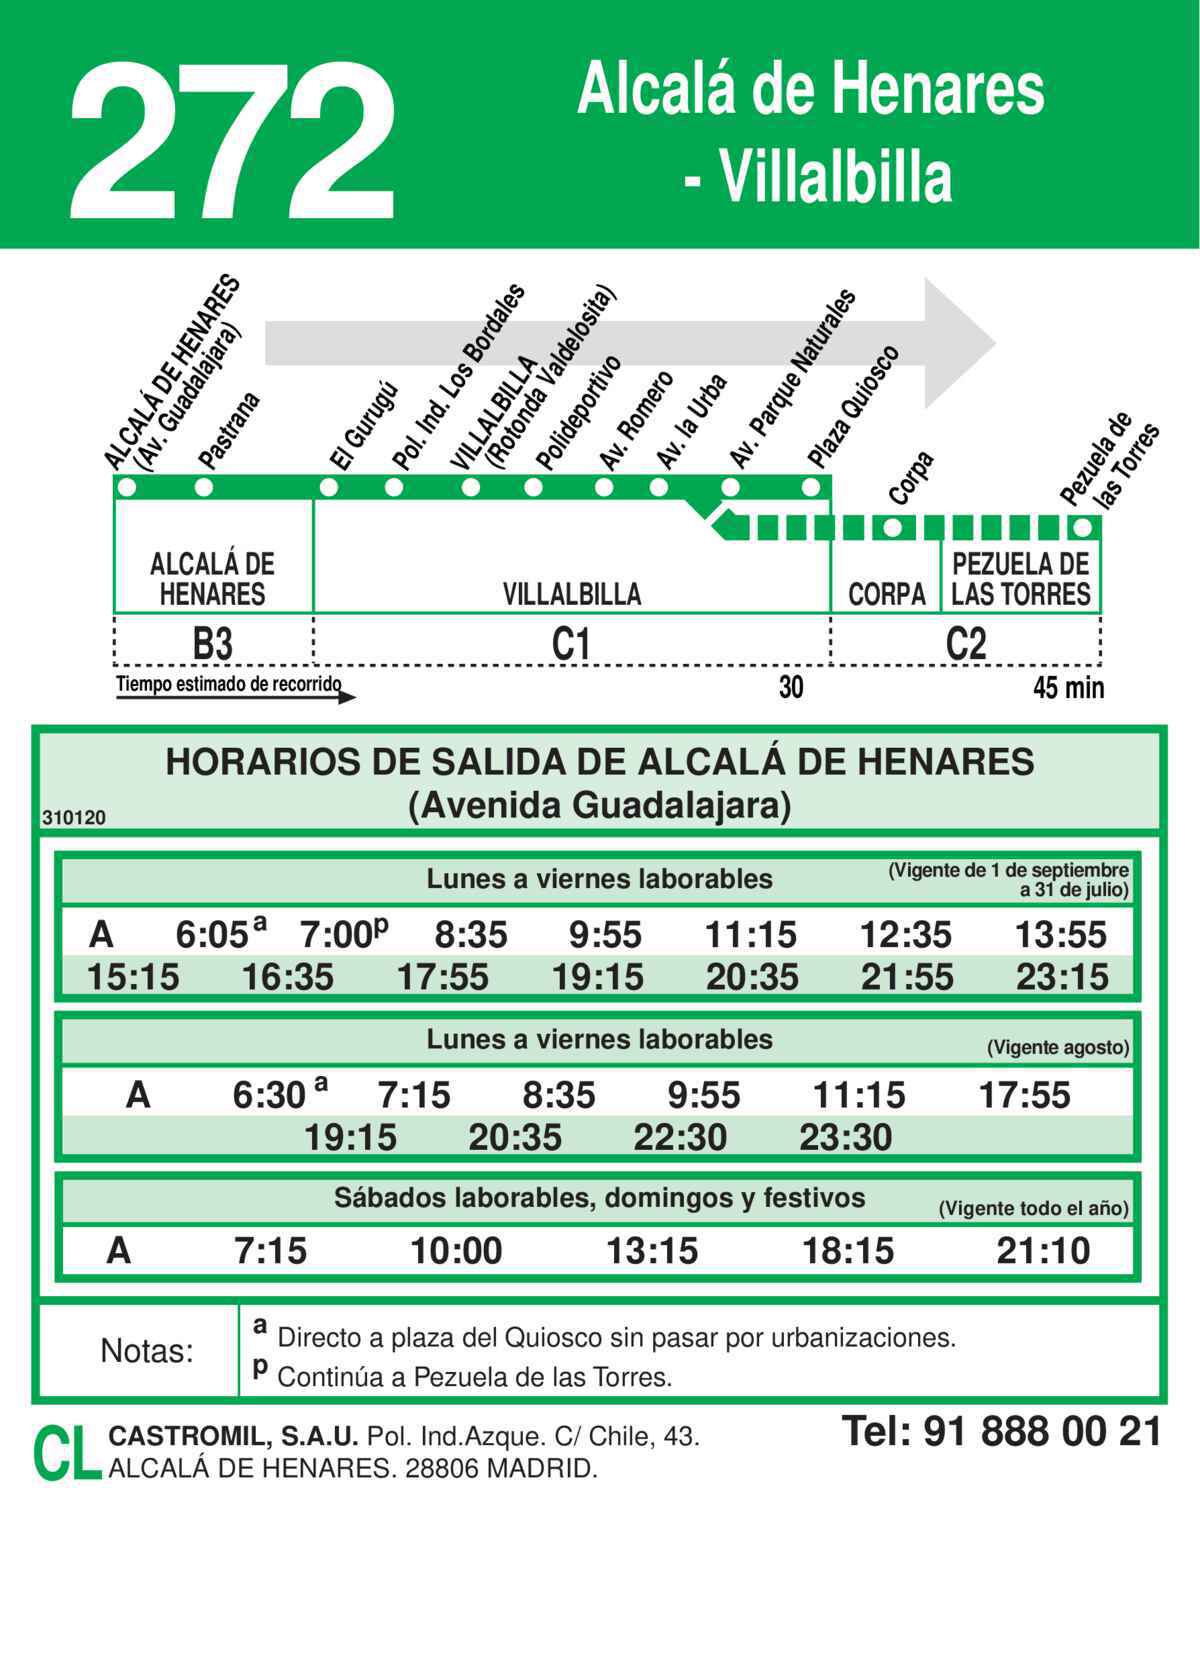 272
Alcalá de Henares
- Villalbilla
ALCALÁ DE HENARES
(Av. Guadalajara)
Pastrana
El Gurugú
Pol. Ind. Los Bordales
VILLALBILLA
(Rotonda Valdelosita)
Polideportivo
Av. Romero
Av. la Urba
Av. Parque Naturales
Plaza Quiosco
Corpa
Pezuela de
las Torres
ALCALÁ DE
HENARES
VILLALBILLA
CORPA
PEZUELA DE
LAS TORRES
B3 C1 C2
Tiempo estimado de recorrido 30 45 min
HORARIOS DE SALIDA DE ALCALÁ DE HENARES
(Avenida Guadalajara)
310120
Lunes a viernes laborables (Vigente de 1 de septiembre
a 31 de julio)
A 6:05 a 7:00p 8:35 9:55 11:15 12:35 13:55
15:15 16:35 17:55 19:15 20:35 21:55 23:15
Lunes a viernes laborables (Vigente agosto)
A 6:30 a 7:15 8:35 9:55 11:15 17:55
19:15 20:35 22:30 23:30
Sábados laborables, domingos y festivos (Vigente todo el año)
A 7:15 10:00 13:15 18:15 21:10
Notas:
a Directo a plaza del Quiosco sin pasar por urbanizaciones.
p Continúa a Pezuela de las Torres.
CL
CASTROMIL, S.A.U. Pol. Ind.Azque. C/ Chile, 43.
ALCALÁ DE HENARES. 28806 MADRID.
Tel: 91 888 00 21